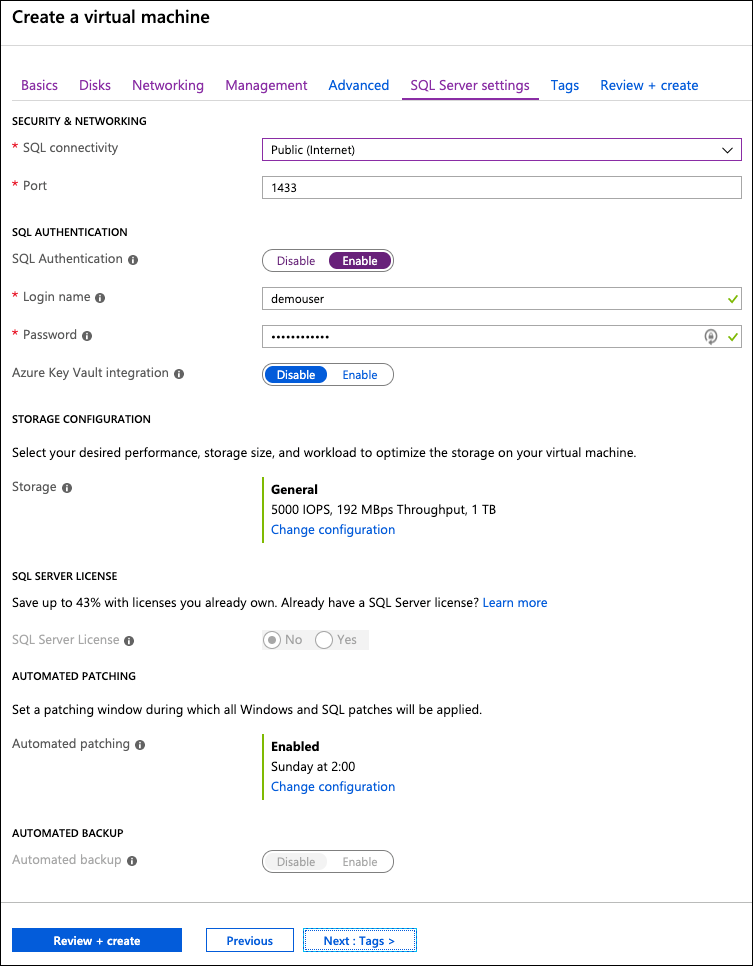 Create a virtual machine
Basics Disks Networking Management Advanced SQL Server settings Tags Review + create
SECURITY & NETWORKING
* SQL connectivity Public (Internet)
* Port 1433
SQL AUTHENTICATION
SQL Authentication Disable Enable
* Login name demouser
* Password ••••••••••••
Azure Key Vault integration Disable Enable
STORAGE CONFIGURATION
Select your desired performance, storage size, and workload to optimize the storage on your virtual machine.
Storage General
5000 IOPS, 192 MBps Throughput, 1 TB
Change configuration
SQL SERVER LICENSE
Save up to 43% with licenses you already own. Already have a SQL Server license? Learn more
SQL Server License No Yes
AUTOMATED PATCHING
Set a patching window during which all Windows and SQL patches will be applied.
Automated patching Enabled
Sunday at 2:00
Change configuration
AUTOMATED BACKUP
Automated backup Disable Enable
Review + create Previous Next : Tags >